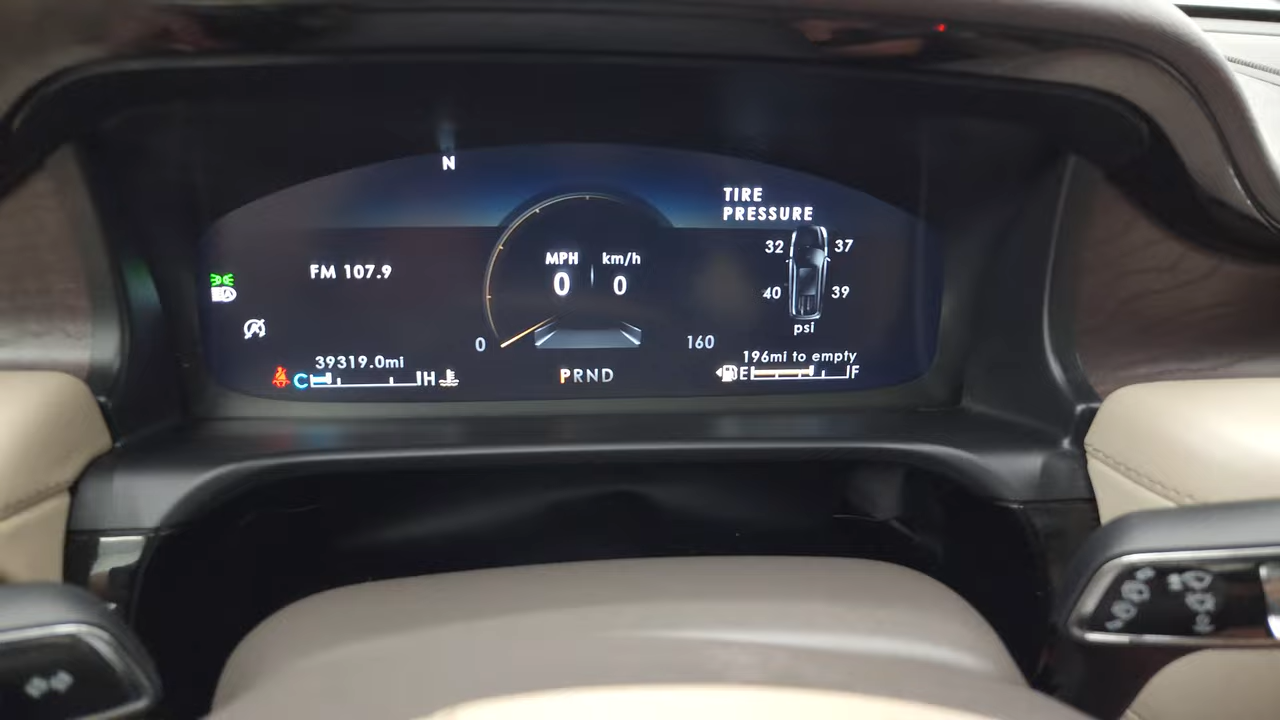 N
TIRE
PRESSURE
32 37
FM 107.9
MPH km/h
0 0
40 39
psi
0 160
39319.0mi
196mi to empty
C H
PRND
E F